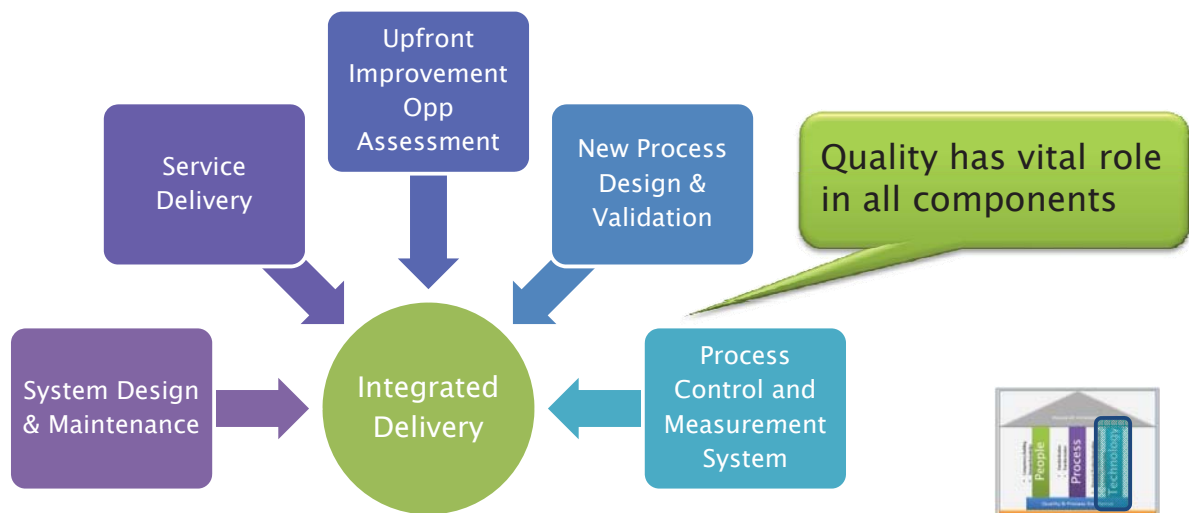 Upfront
Improvement
Opp
Assessment
Service
Delivery
New Process
Design &
Validation
Quality has vital role
in all components
System Design
& Maintenance
Integrated
Delivery
Process
Control and
Measurement
System
People
Process
Technology